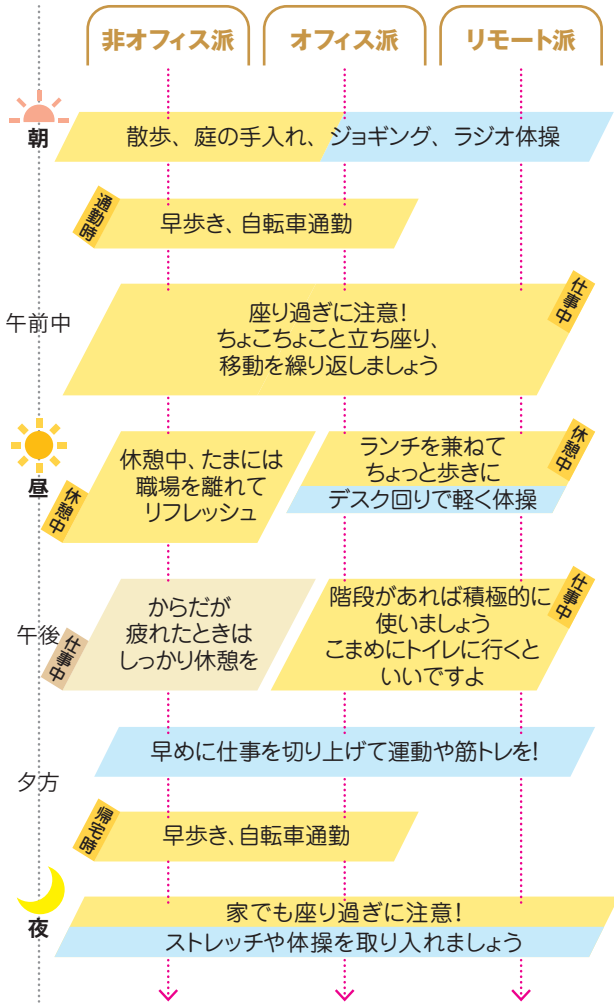 非オフィス派
オフィス派
リモート派
朝
散歩、庭の手入れ、ジョギング、ラジオ体操
通勤時
早歩き、自転車通勤
午前中
座り過ぎに注意!
ちょこちょこと立ち座り、
移動を繰り返しましょう
仕事中
昼
休憩中
休憩中、たまには
職場を離れて
リフレッシュ
ランチを兼ねて
ちょっと歩きに
デスク回りで軽く体操
休憩中
午後
仕事中
からだが
疲れたときは
しっかり休憩を
階段があれば積極的に
使いましょう
こまめにトイレに行くと
いいですよ
仕事中
早めに仕事を切り上げて運動や筋トレを!
夕方
帰宅時
早歩き、自転車通勤
夜
家でも座り過ぎに注意!
ストレッチや体操を取り入れましょう